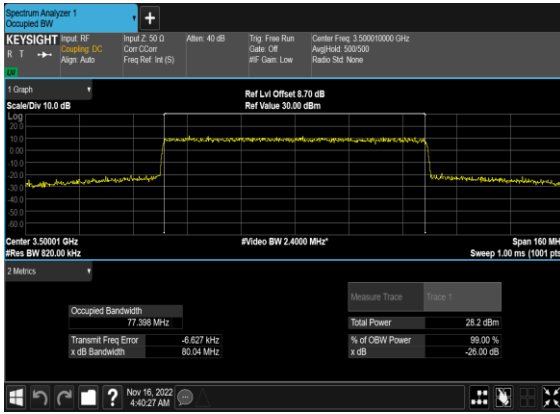 Spectrum Analyzer 1
Occupied BW
KEYSIGHT Input: RF Input Z: 50 Ω Atten: 40 dB Trig: Free Run Center Freq: 3.500010000 GHz
R T Coupling: DC Corr CCorr Gate: Off Avg|Hold: 500/500
Align: Auto Freq Ref: Int (S) #IF Gain: Low Radio Std: None
1 Graph
Ref Lvl Offset 8.70 dB
Scale/Div 10.0 dB Ref Value 30.00 dBm
Log
20.0
10.0
0.00
-10.0
-20.0
-30.0
-40.0
-50.0
-60.0
Center 3.50001 GHz #Video BW 2.4000 MHz* Span 160 MH
#Res BW 820.00 kHz Sweep 1.00 ms (1001 pts
2 Metrics
Measure Trace Trace 1
Occupied Bandwidth
77.398 MHz Total Power 28.2 dBm
Transmit Freq Error -6.627 kHz % of OBW Power 99.00 %
x dB Bandwidth 80.04 MHz x dB -26.00 dB
Nov 16, 2022
4:40:27 AM